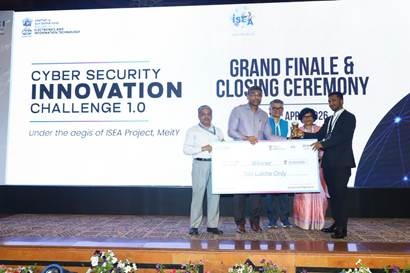 ELECTRONICS AND
INFORMATION TECHNOLOGY
ISEA
CYBER SECURITY
INNOVATION
CHALLENGE 1.0
Under the aegis of ISEA Project, MeitY
GRAND FINALE &
CLOSING CEREMONY
2026
Winner
Lakhs Only